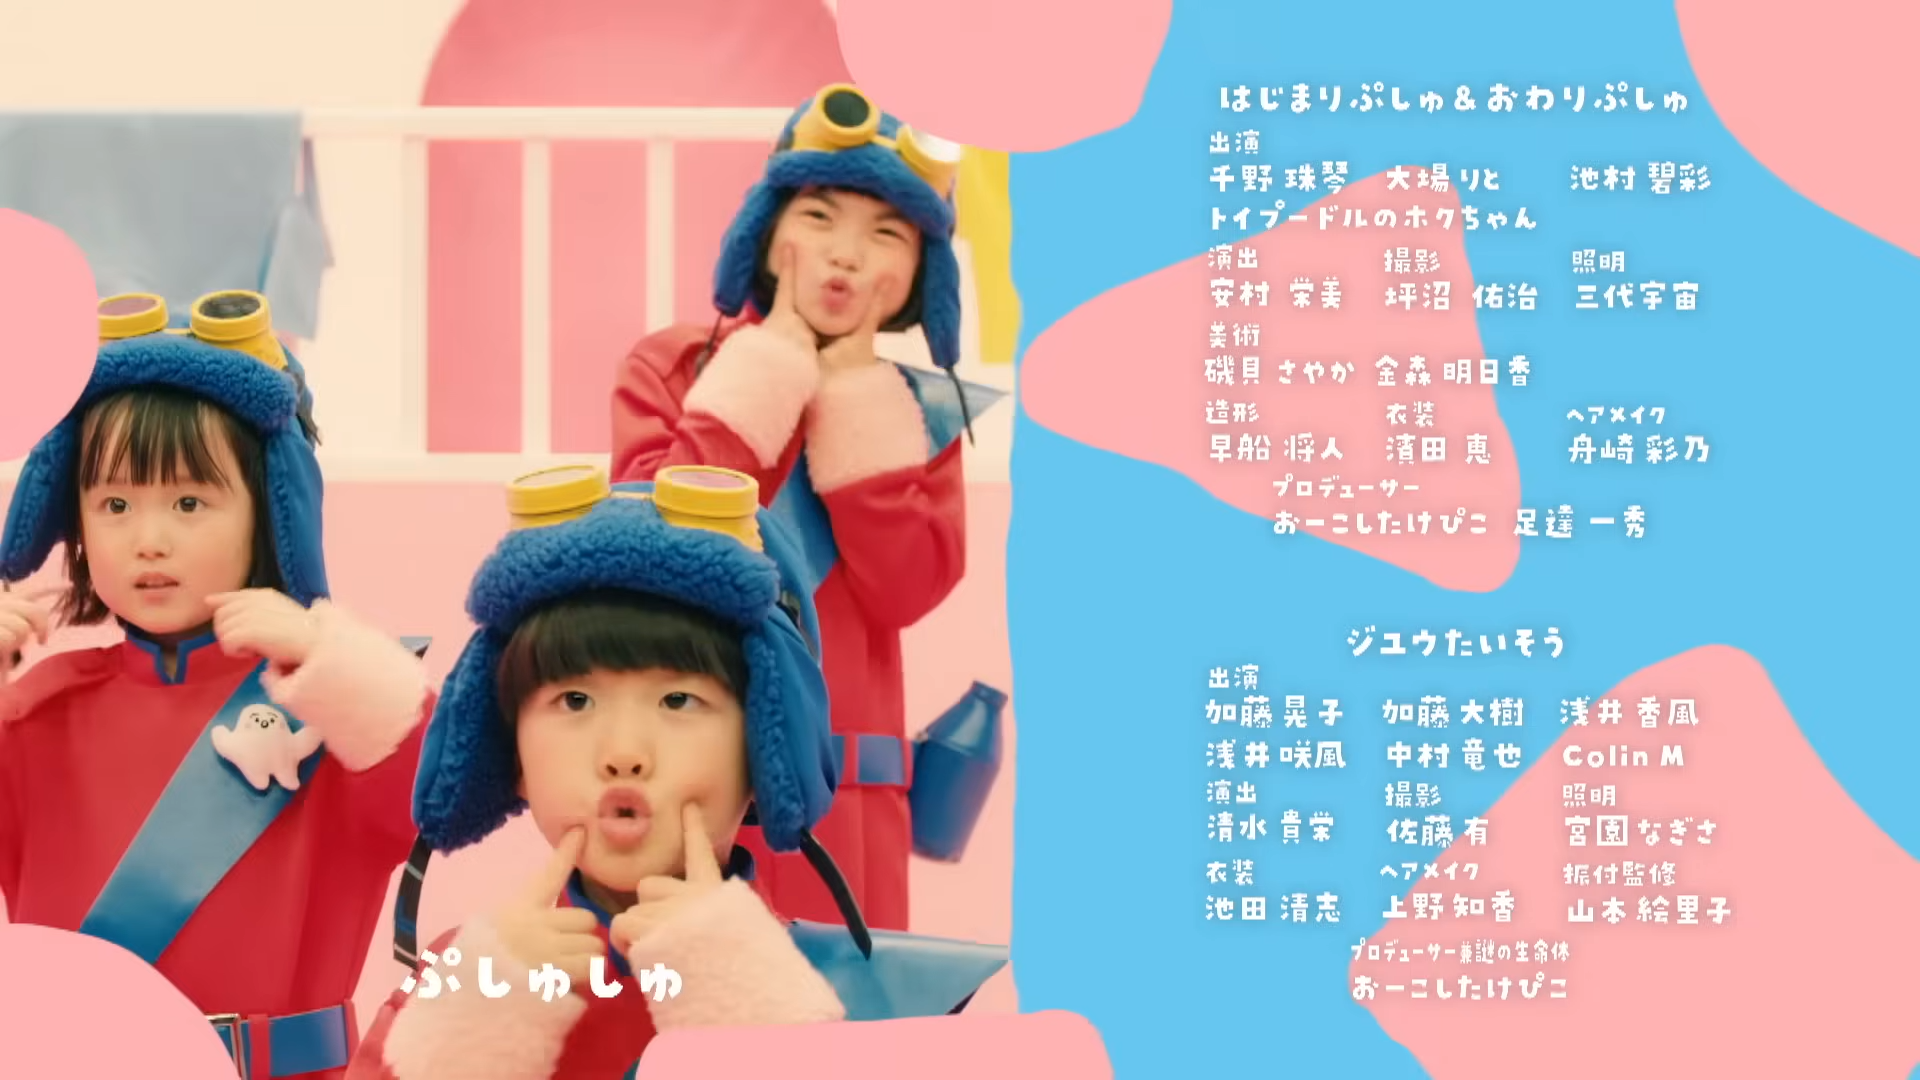 はじまりぷしゅ&おわりぷしゅ
出演
千野 珠琴 大場 りと 池村 碧彩
トイプードルのホクちゃん
演出 撮影 照明
安村 栄美 坪沼 佑治 三代宇宙
美術
磯貝 さやか 金森 明日香
造形 衣装 ヘアメイク
早船 将人 濱田 恵 舟崎 彩乃
プロデューサー
おーこしたけぴこ 足達 一秀
ジユウたいそう
出演
加藤 晃子 加藤 大樹 浅井 香風
浅井 咲風 中村 竜也 Colin M
演出 撮影 照明
清水 貴栄 佐藤 有 宮園 なぎさ
衣装 ヘアメイク 振付監修
池田 清志 上野 知香 山本 絵里子
プロデューサー兼謎の生命体
おーこしたけぴこ
ぷしゅしゅ